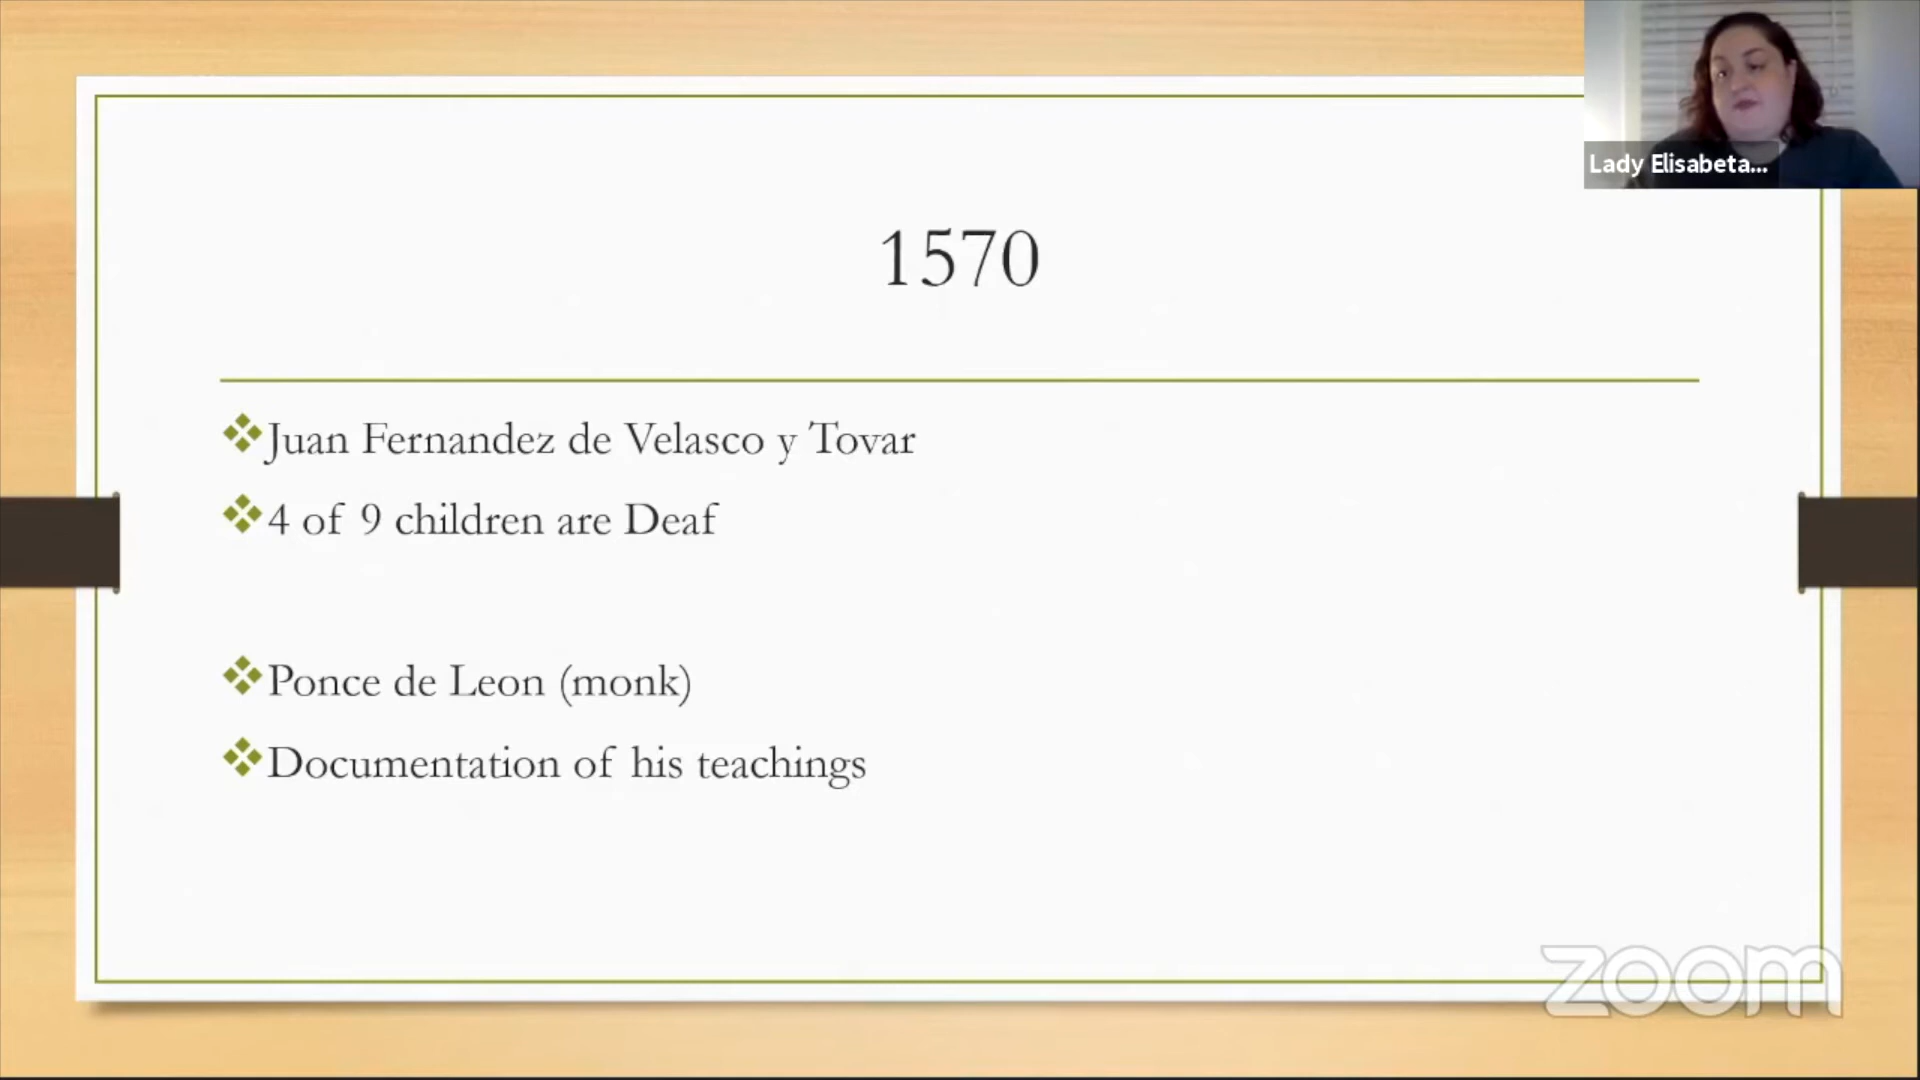 Lady Elisabeta...
1570
Juan Fernandez de Velasco y Tovar
4 of 9 children are Deaf
Ponce de Leon (monk)
Documentation of his teachings
zoom